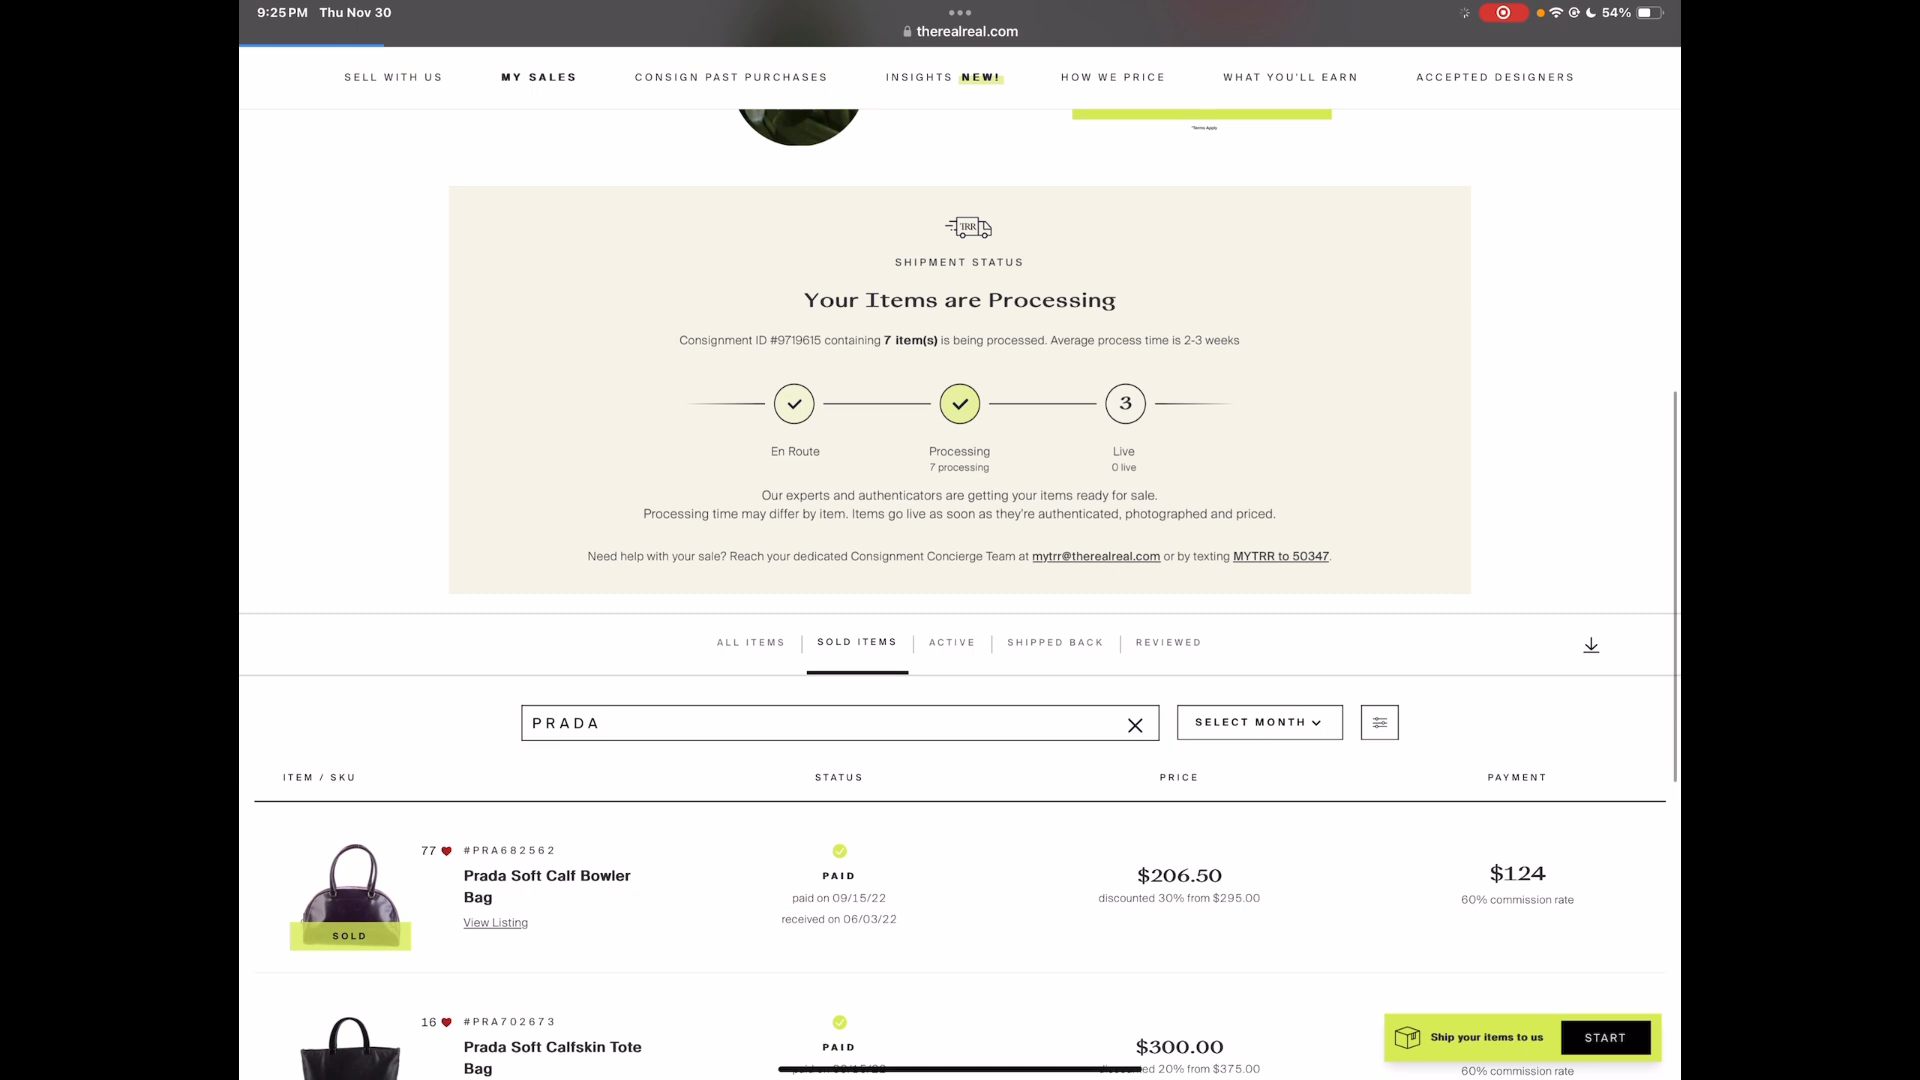 9:25 PM Thu Nov 30
54%
therealreal.com
SELL WITH US
MY SALES
CONSIGN PAST PURCHASES
INSIGHTS NEW!
HOW WE PRICE
WHAT YOU'LL EARN
ACCEPTED DESIGNERS
*Terms Apply
TRR
SHIPMENT STATUS
Your Items are Processing
Consignment ID #9719615 containing 7 item(s) is being processed. Average process time is 2-3 weeks
3
En Route
Processing
Live
7 processing
0 live
Our experts and authenticators are getting your items ready for sale.
Processing time may differ by item. Items go live as soon as they're authenticated, photographed and priced.
Need help with your sale? Reach your dedicated Consignment Concierge Team at mytrr@therealreal.com or by texting MYTRR to 50347.
ALL ITEMS
SOLD ITEMS
ACTIVE
SHIPPED BACK
REVIEWED
PRADA
SELECT MONTH
ITEM / SKU
STATUS
PRICE
PAYMENT
77
#PRA682562
Prada Soft Calf Bowler
Bag
View Listing
SOLD
PAID
paid on 09/15/22
received on 06/03/22
$206.50
discounted 30% from $295.00
$124
60% commission rate
16
#PRA702673
Prada Soft Calfskin Tote
Bag
PAID
$300.00
20% from $375.00
60% commission rate
Ship your items to us
START